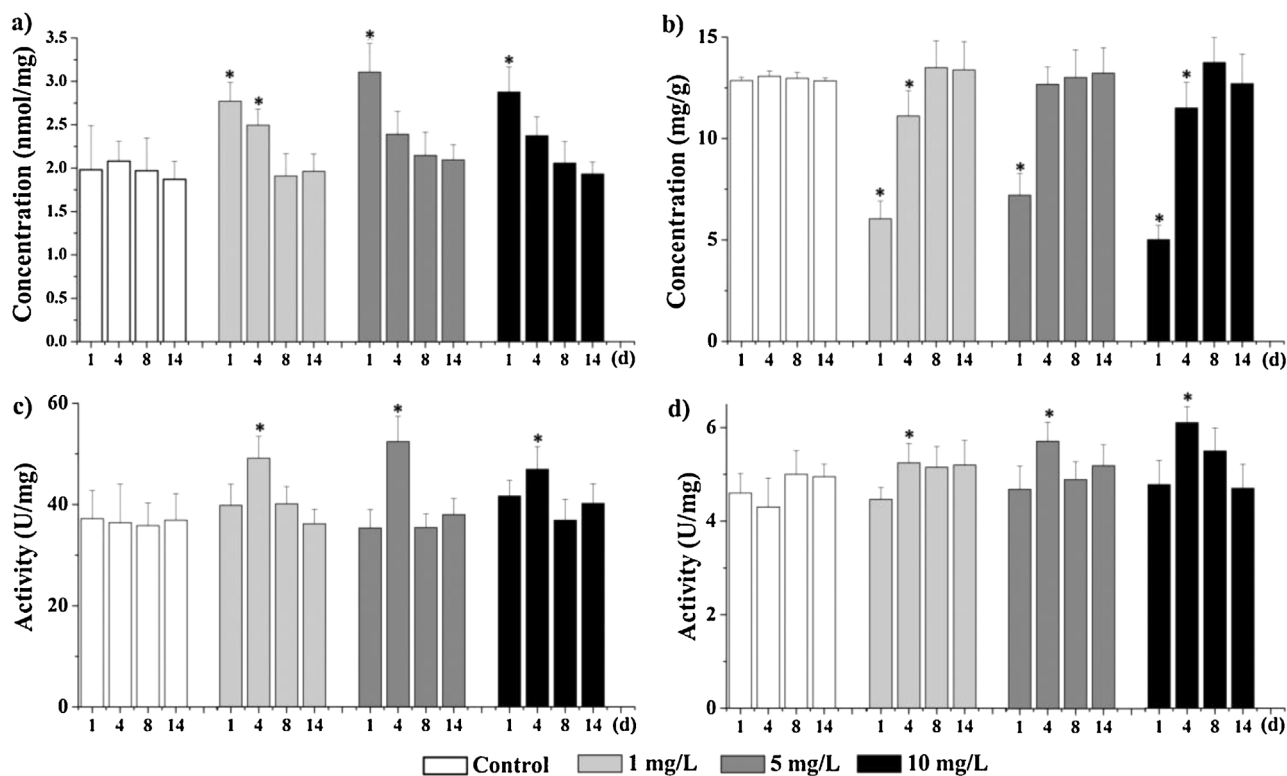 a)
Concentration (nmol/mg)
3.5
3.0
2.5
2.0
1.5
1.0
0.5
0.0
* * * *
1 4 8 14 1 4 8 14 1 4 8 14 1 4 8 14 (d)
b)
Concentration (mg/g)
15
10
5
0
* * * * *
1 4 8 14 1 4 8 14 1 4 8 14 1 4 8 14 (d)
c)
Activity (U/mg)
60
40
20
0
* * *
1 4 8 14 1 4 8 14 1 4 8 14 1 4 8 14 (d)
d)
Activity (U/mg)
6
4
2
0
* * *
1 4 8 14 1 4 8 14 1 4 8 14 1 4 8 14 (d)
Control 1 mg/L 5 mg/L 10 mg/L